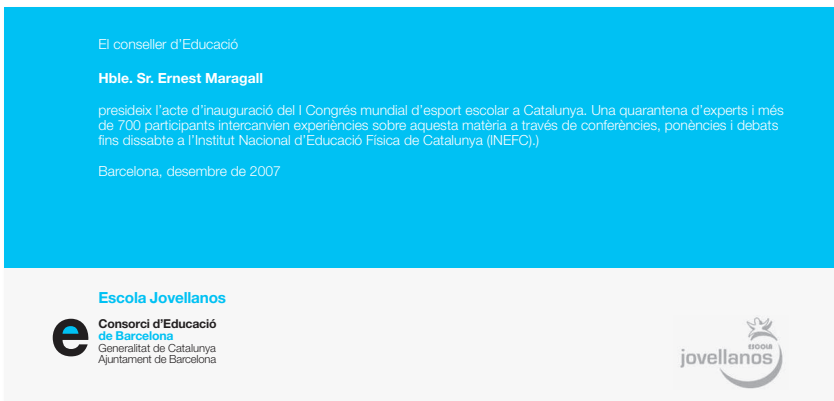 El conseller d'Educació
Hble. Sr. Ernest Maragall
presideix l'acte d'inauguració del I Congrés mundial d'esport escolar a Catalunya. Una quarantena d'experts i més
de 700 participants intercanvien experiències sobre aquesta matèria a través de conferències, ponències i debats
fins dissabte a l'Institut Nacional d'Educació Física de Catalunya (INEFC).)
Barcelona, desembre de 2007
Escola Jovellanos
e
Consorci d'Educació
de Barcelona
Generalitat de Catalunya
Ajuntament de Barcelona
escola
jovellanos